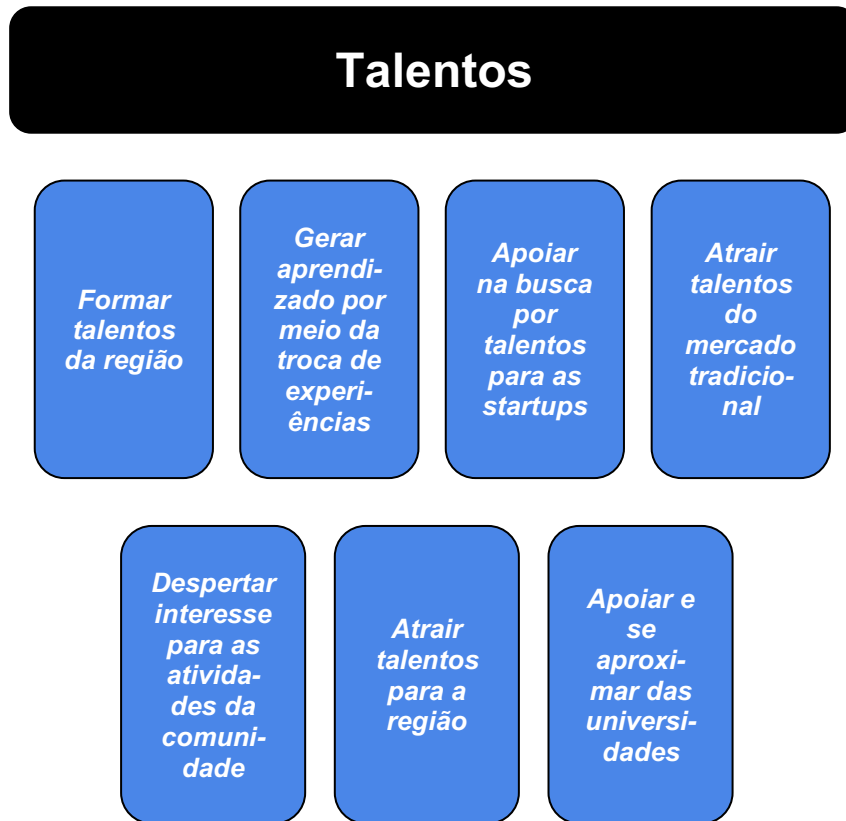 Talentos
Formar
talentos
da região
Gerar
aprendi-
zado por
meio da
troca de
experi-
ências
Apoiar
na busca
por
talentos
para as
startups
Atrair
talentos
do
mercado
tradicio-
nal
Despertar
interesse
para as
ativida-
des da
comuni-
dade
Atrair
talentos
para a
região
Apoiar e
se
aproxi-
mar das
universi-
dades